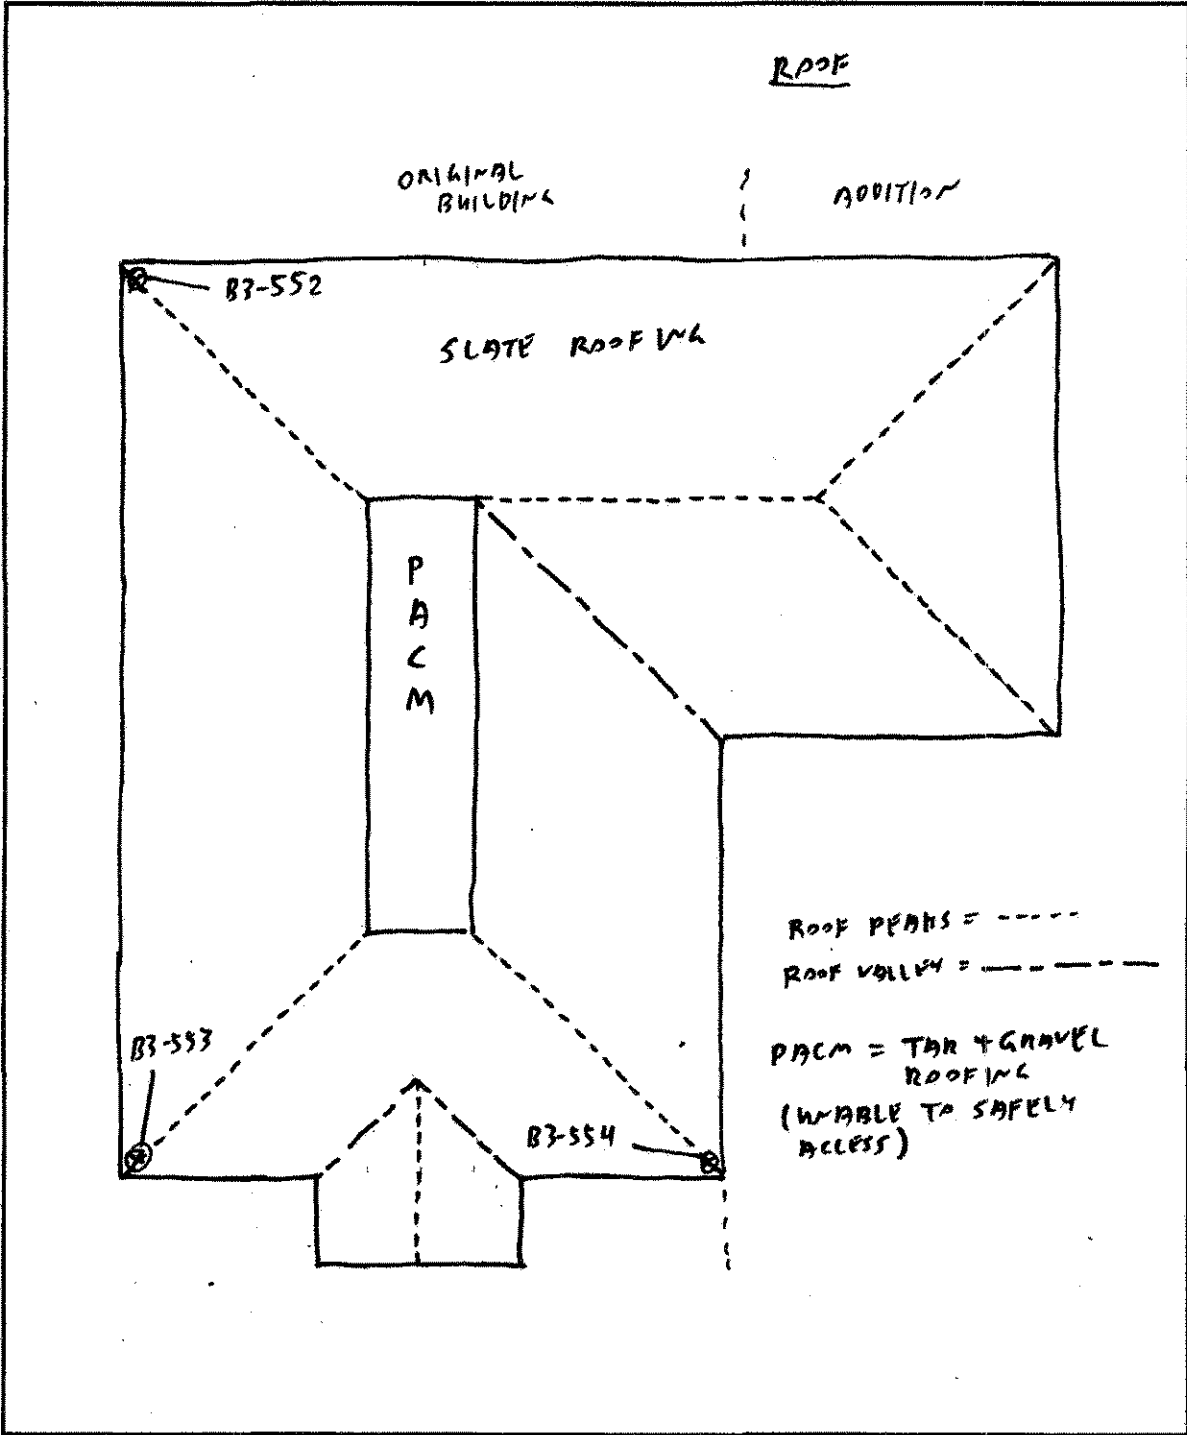 ROOF
ORIGINAL
BUILDING
ADDITION
B3-552
SLATE ROOFING
P
A
C
M
ROOF PEAKS =
ROOF VALLEY =
B3-553
PACM = TAR + GRAVEL
ROOFING
(UNABLE TO SAFELY
ACCESS)
B3-554